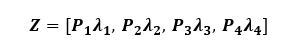 Z = [P₁λ₁, P₂λ₂, P₃λ₃, P₄λ₄]